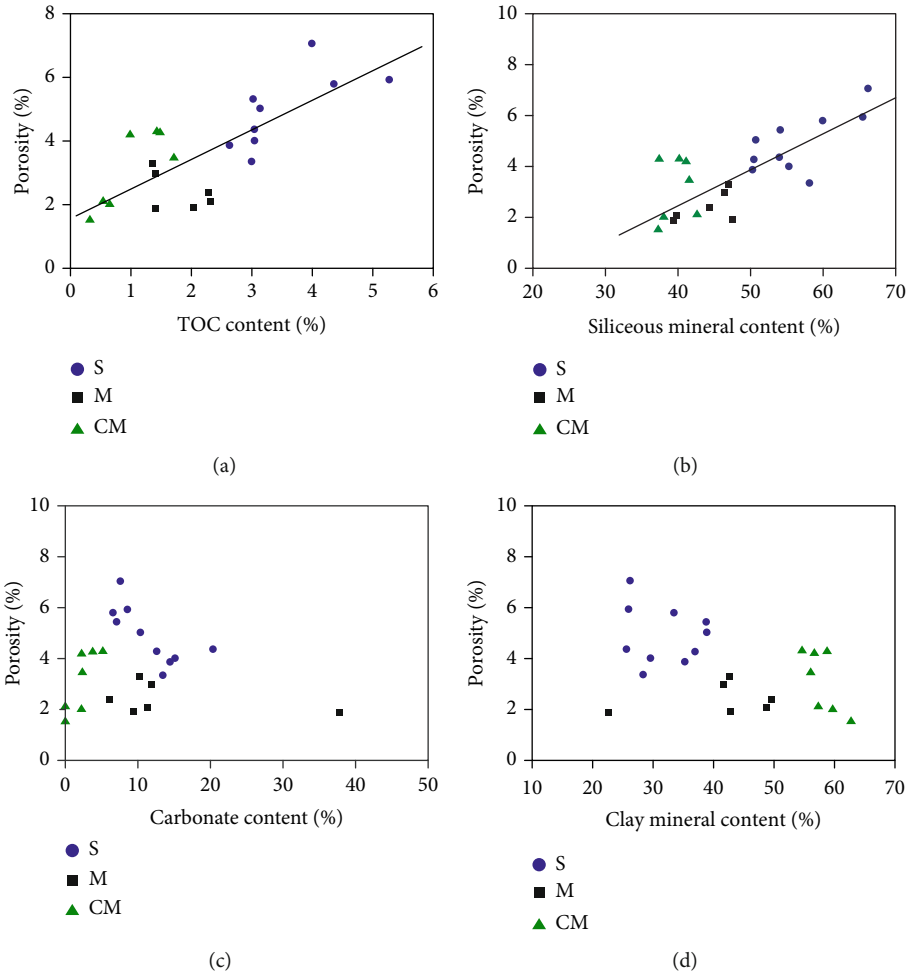 Porosity (%)
8
6
4
2
0
0 1 2 3 4 5 6
TOC content (%)
S
M
CM
(a)
Porosity (%)
10
8
6
4
2
0
20 30 40 50 60 70
Siliceous mineral content (%)
S
M
CM
(b)
Porosity (%)
10
8
6
4
2
0
0 10 20 30 40 50
Carbonate content (%)
S
M
CM
(c)
Porosity (%)
10
8
6
4
2
0
10 20 30 40 50 60 70
Clay mineral content (%)
S
M
CM
(d)